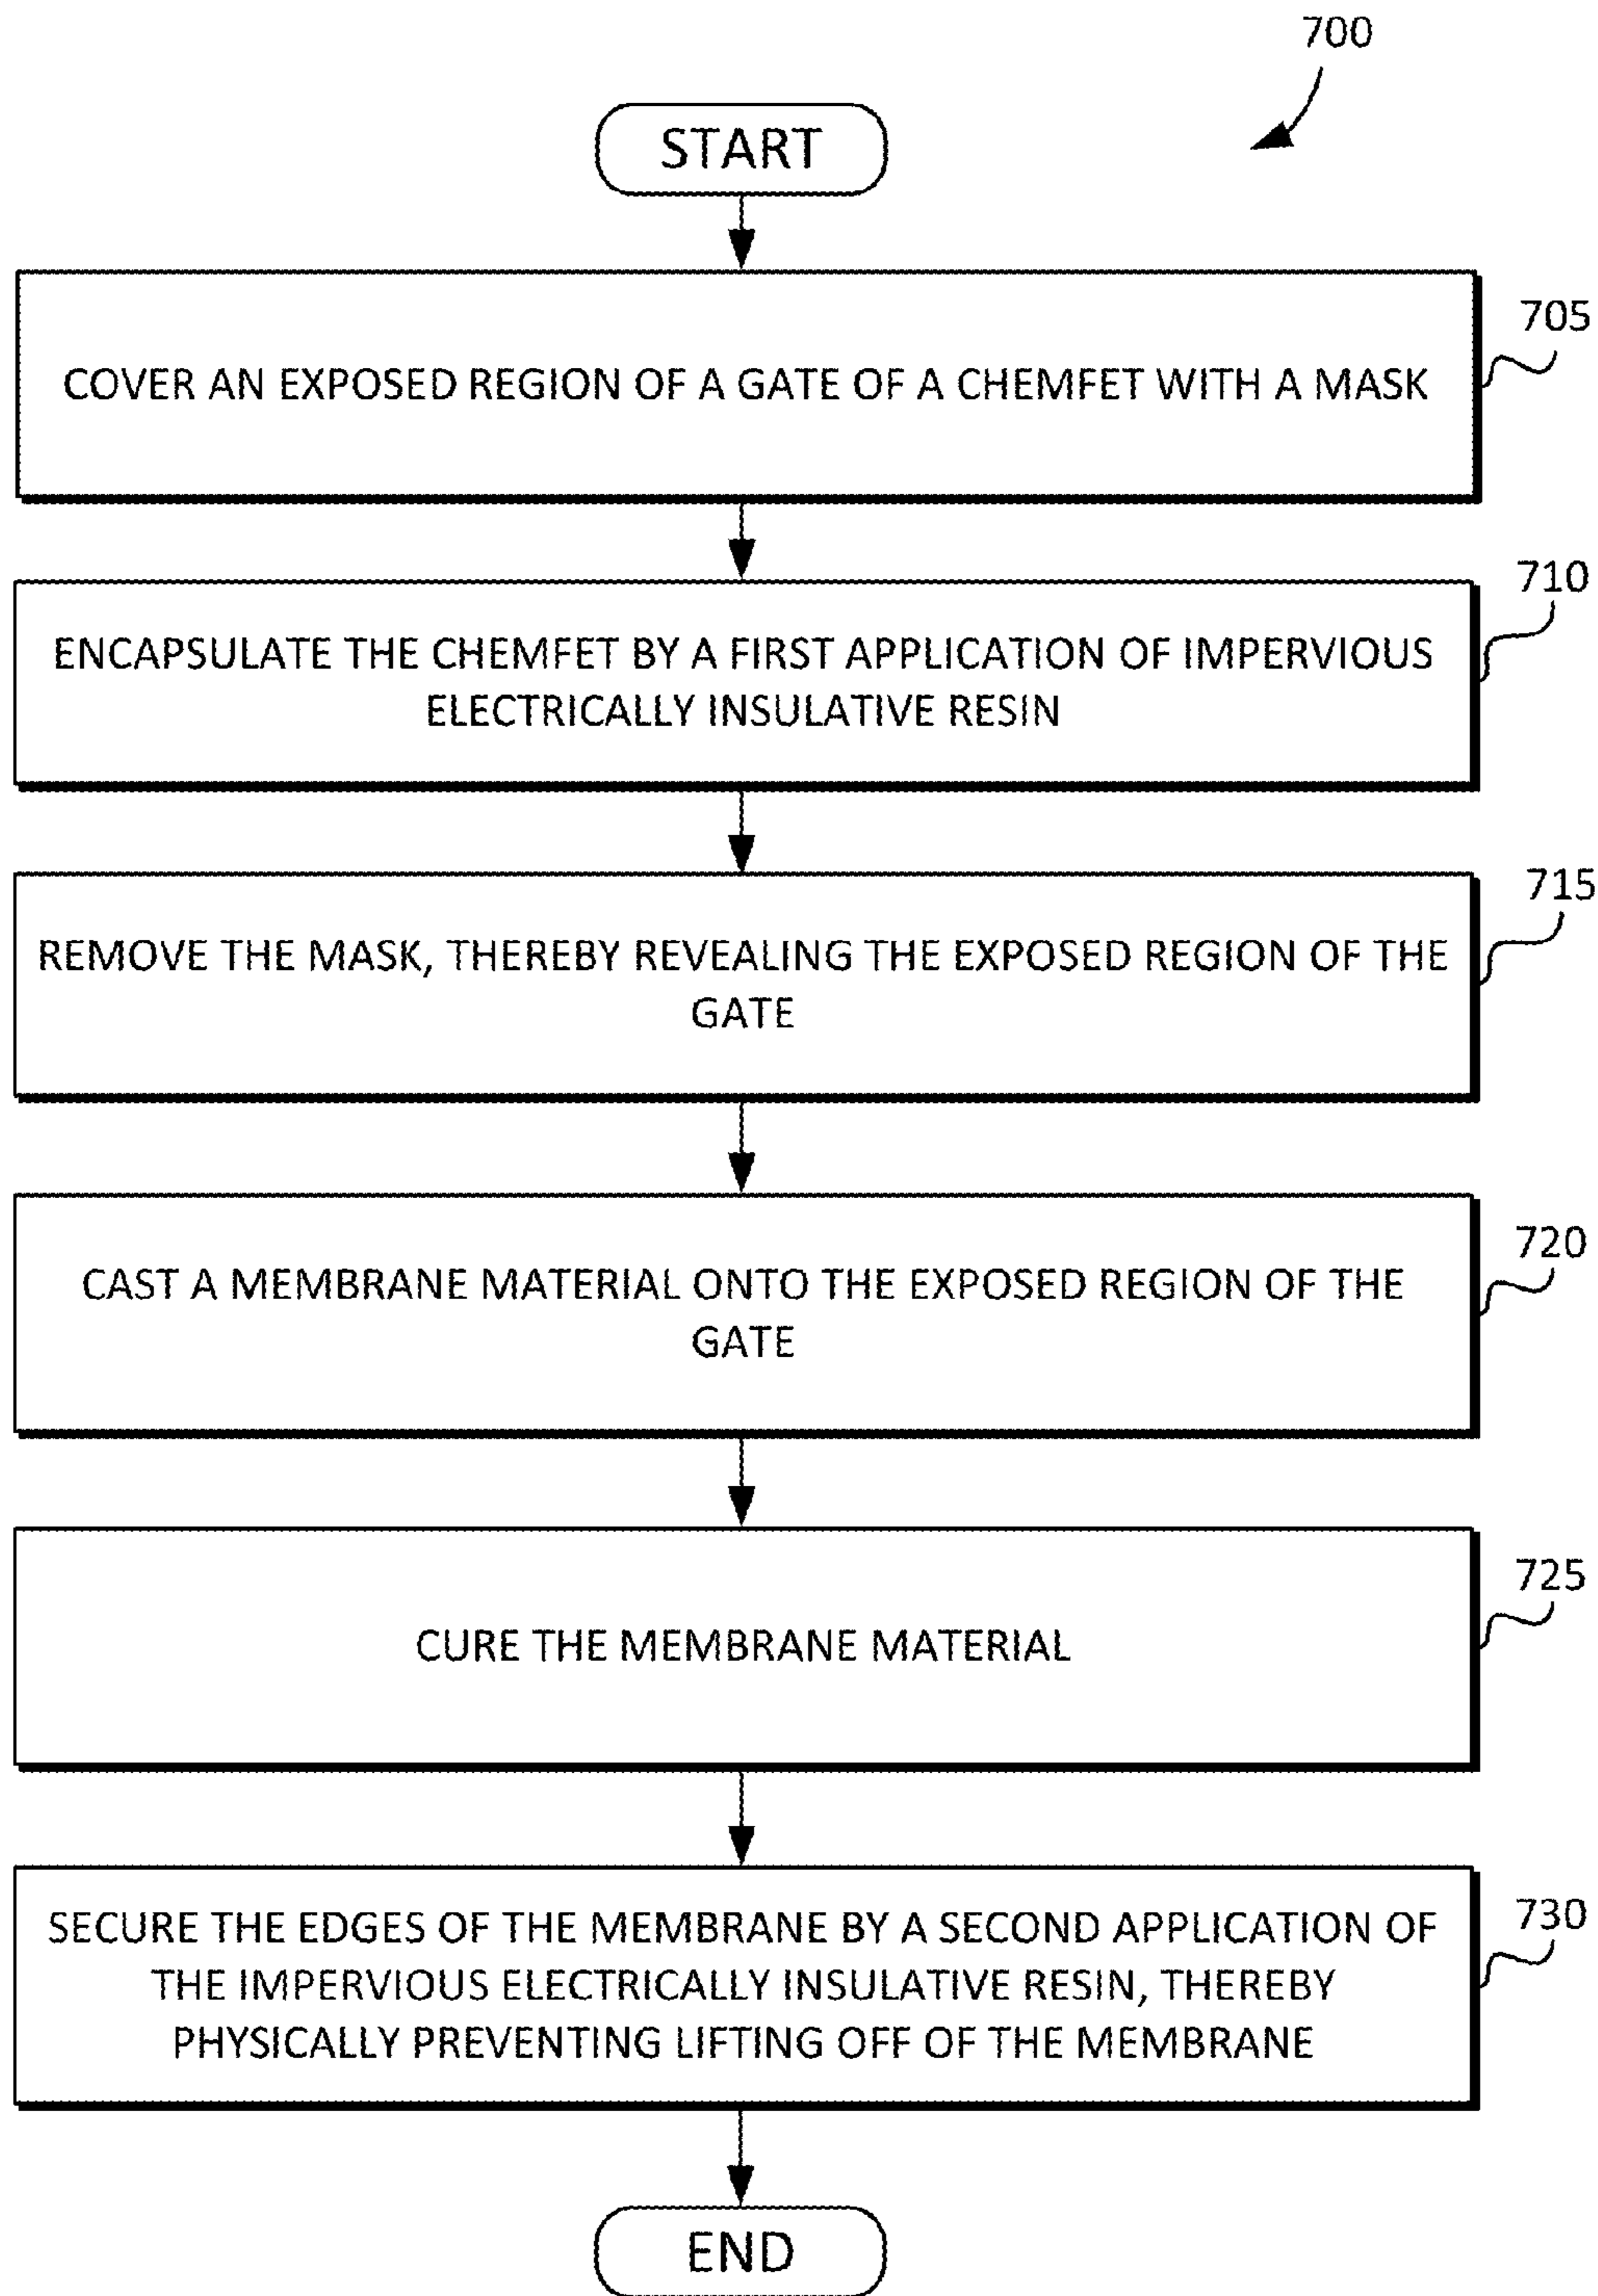 700
START
COVER AN EXPOSED REGION OF A GATE OF A CHEMFET WITH A MASK
705
ENCAPSULATE THE CHEMFET BY A FIRST APPLICATION OF IMPERVIOUS
ELECTRICALLY INSULATIVE RESIN
710
REMOVE THE MASK, THEREBY REVEALING THE EXPOSED REGION OF THE
GATE
715
CAST A MEMBRANE MATERIAL ONTO THE EXPOSED REGION OF THE
GATE
720
CURE THE MEMBRANE MATERIAL
725
SECURE THE EDGES OF THE MEMBRANE BY A SECOND APPLICATION OF
THE IMPERVIOUS ELECTRICALLY INSULATIVE RESIN, THEREBY
PHYSICALLY PREVENTING LIFTING OFF OF THE MEMBRANE
730
END